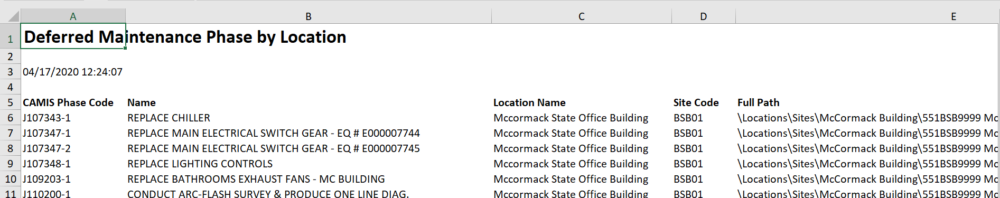 A B C D E
1 Deferred Maintenance Phase by Location
2
3 04/17/2020 12:24:07
4
5 CAMIS Phase Code Name Location Name Site Code Full Path
6 J107343-1 REPLACE CHILLER Mccormack State Office Building BSB01 \Locations\Sites\McCormack Building\551BSB9999 Mc
7 J107347-1 REPLACE MAIN ELECTRICAL SWITCH GEAR - EQ # E000007744 Mccormack State Office Building BSB01 \Locations\Sites\McCormack Building\551BSB9999 Mc
8 J107347-2 REPLACE MAIN ELECTRICAL SWITCH GEAR - EQ # E000007745 Mccormack State Office Building BSB01 \Locations\Sites\McCormack Building\551BSB9999 Mc
9 J107348-1 REPLACE LIGHTING CONTROLS Mccormack State Office Building BSB01 \Locations\Sites\McCormack Building\551BSB9999 Mc
10 J109203-1 REPLACE BATHROOMS EXHAUST FANS - MC BUILDING Mccormack State Office Building BSB01 \Locations\Sites\McCormack Building\551BSB9999 Mc
11 J110200-1 CONDUCT ARC-FLASH SURVEY & PRODUCE ONE LINE DIAG. Mccormack State Office Building BSB01 \Locations\Sites\McCormack Building\551BSB9999 Mc